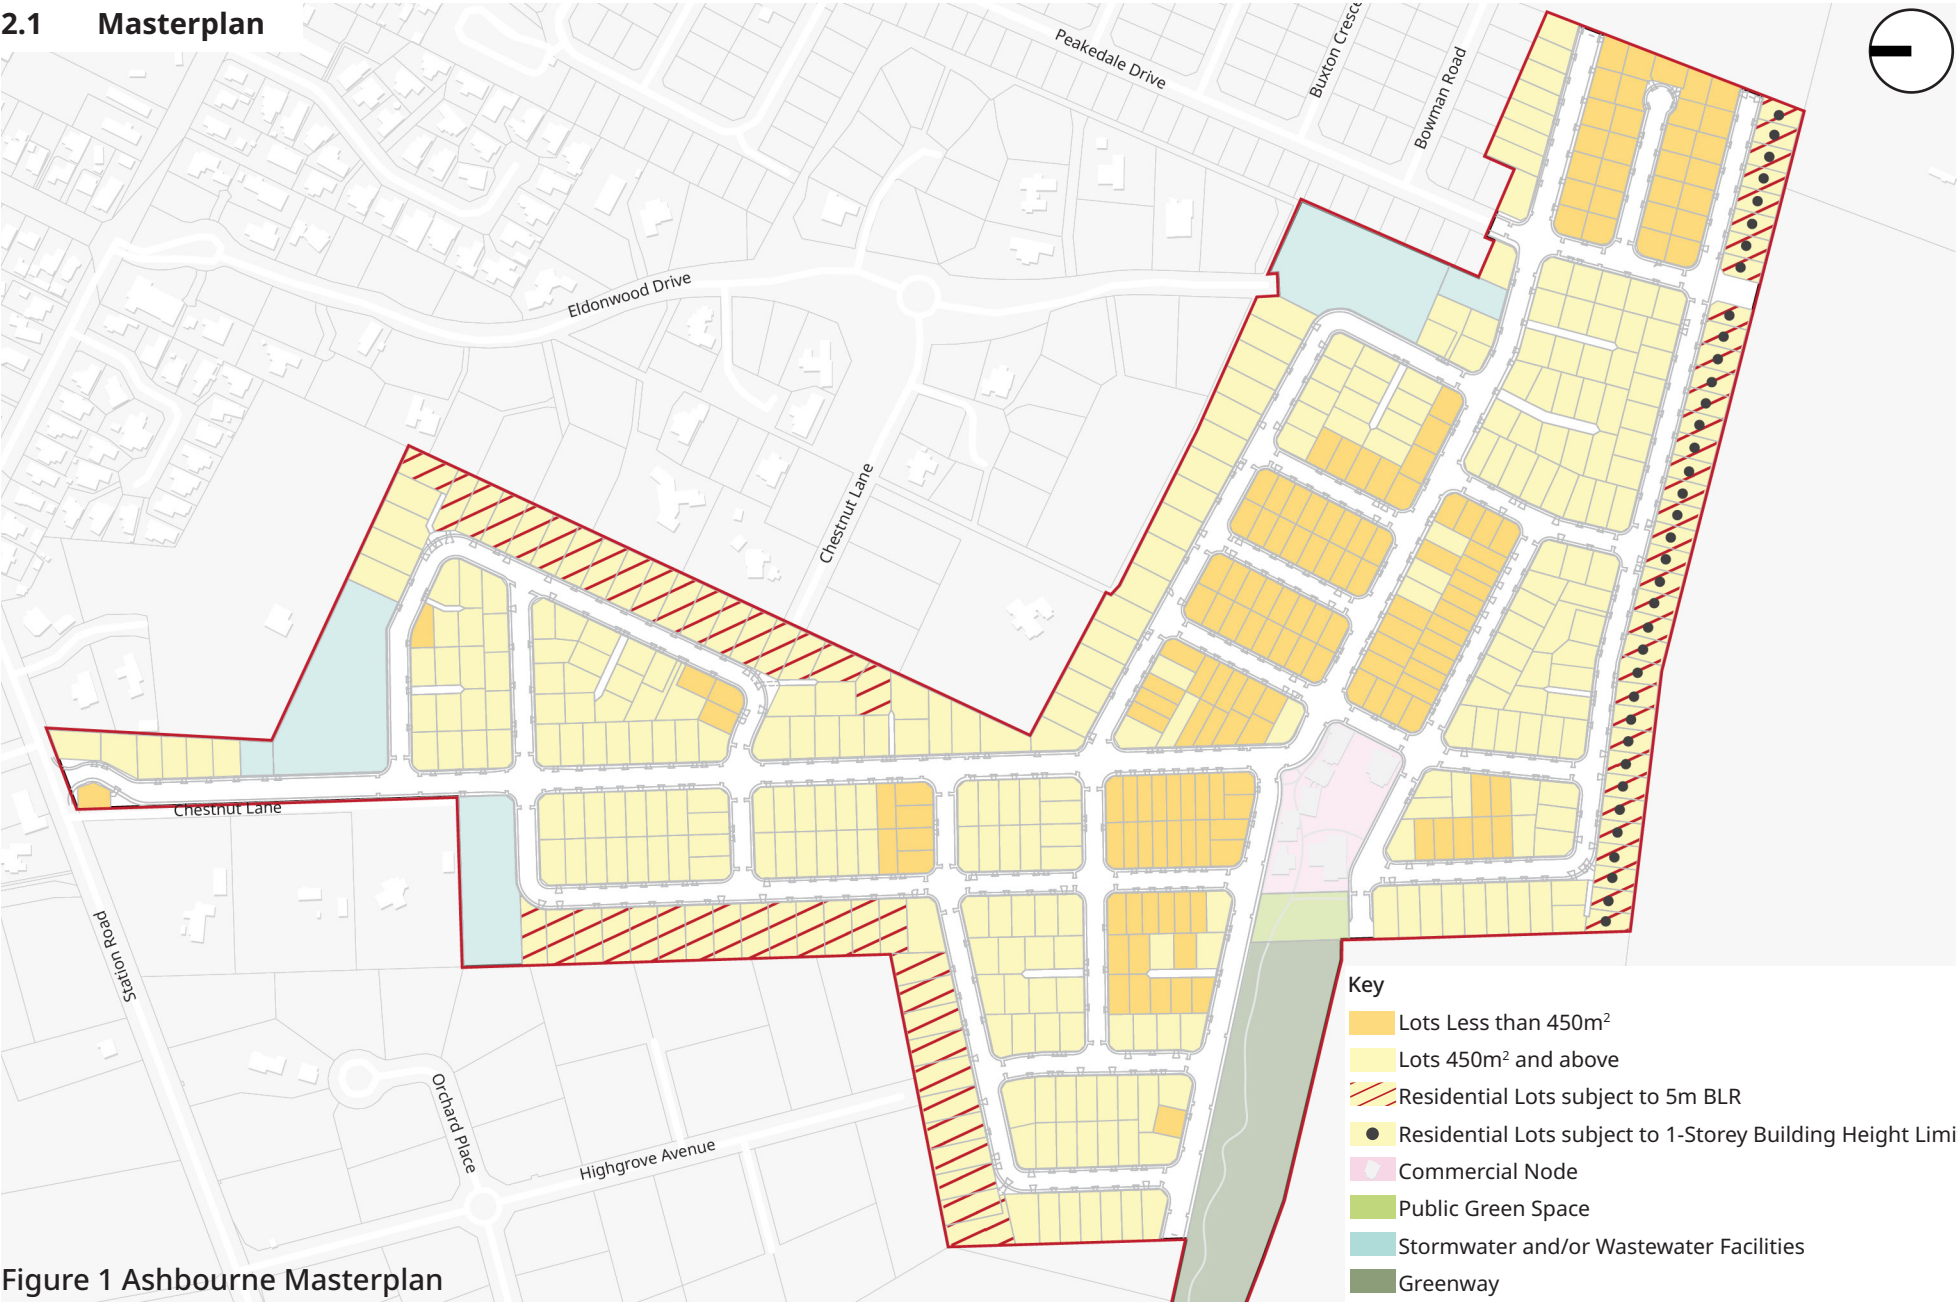 2.1 Masterplan
Peakedale Drive
Buxton Cresce
Bowman Road
Eldonwood Drive
Chestnut Lane
Chestnut Lane
Station Road
Orchard Place
Highgrove Avenue
Key
Lots Less than 450m²
Lots 450m² and above
Residential Lots subject to 5m BLR
Residential Lots subject to 1-Storey Building Height Limi
Commercial Node
Public Green Space
Stormwater and/or Wastewater Facilities
Greenway
Figure 1 Ashbourne Masterplan